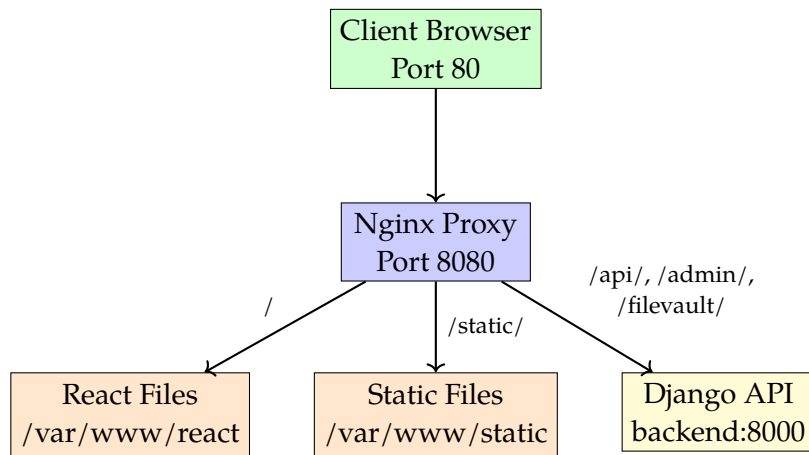 Client Browser
Port 80
Nginx Proxy
Port 8080
/
/static/
/api/, /admin/,
/filevault/
React Files
/var/www/react
Static Files
/var/www/static
Django API
backend:8000